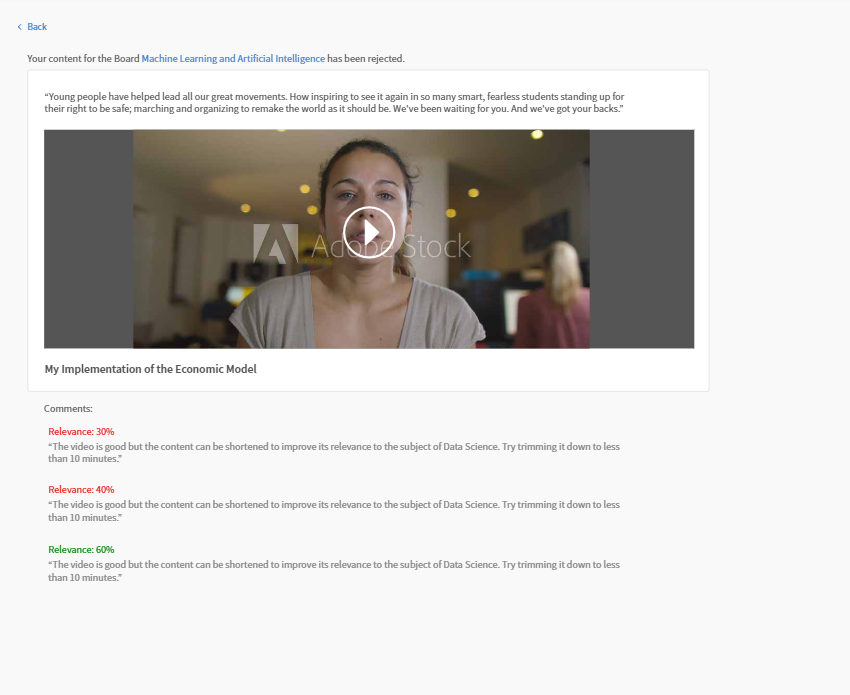 Back
Your content for the Board Machine Learning and Artificial Intelligence has been rejected.
“Young people have helped lead all our great movements. How inspiring to see it again in so many smart, fearless students standing up for
their right to be safe; marching and organizing to remake the world as it should be. We've been waiting for you. And we've got your backs.”
Adobe Stock
My Implementation of the Economic Model
Comments:
Relevance: 30%
“The video is good but the content can be shortened to improve its relevance to the subject of Data Science. Try trimming it down to less
than 10 minutes.”
Relevance: 40%
“The video is good but the content can be shortened to improve its relevance to the subject of Data Science. Try trimming it down to less
than 10 minutes.”
Relevance: 60%
“The video is good but the content can be shortened to improve its relevance to the subject of Data Science. Try trimming it down to less
than 10 minutes.”